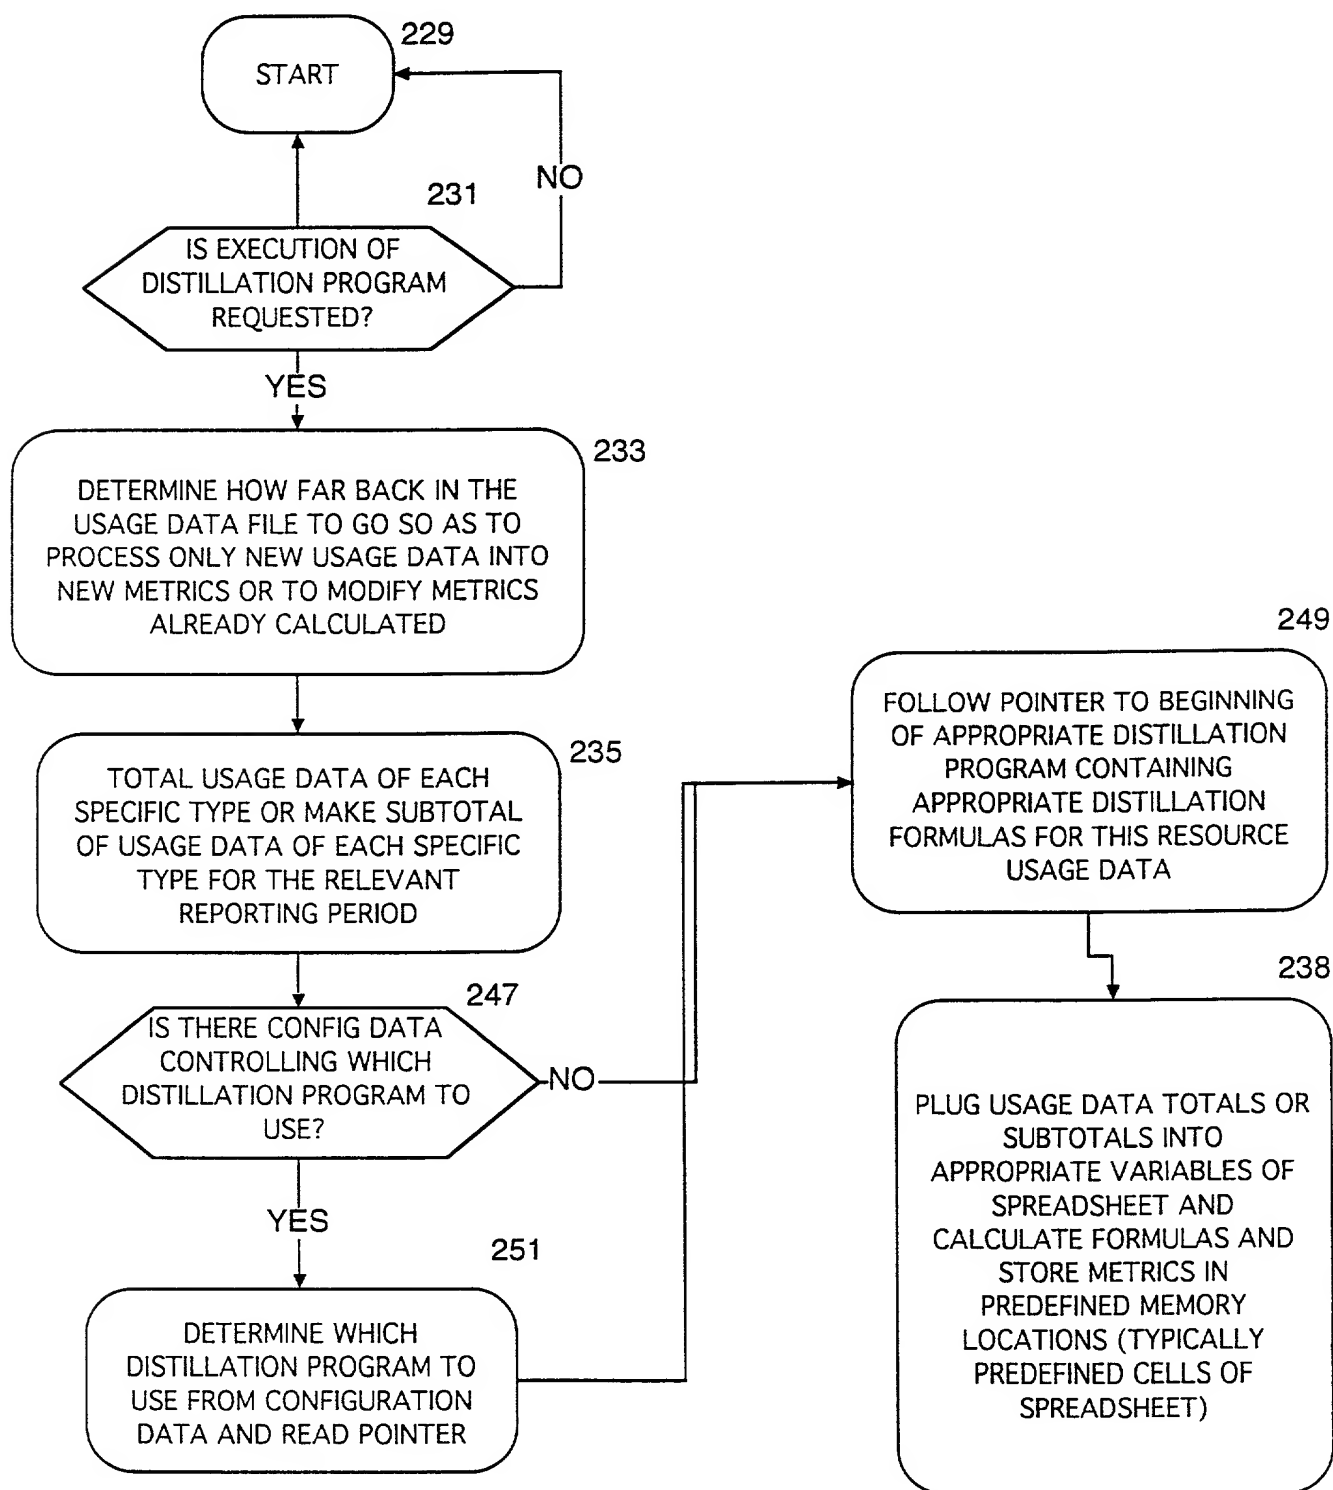 229
START
NO
231
IS EXECUTION OF
DISTILLATION PROGRAM
REQUESTED?
YES
233
DETERMINE HOW FAR BACK IN THE
USAGE DATA FILE TO GO SO AS TO
PROCESS ONLY NEW USAGE DATA INTO
NEW METRICS OR TO MODIFY METRICS
ALREADY CALCULATED
235
TOTAL USAGE DATA OF EACH
SPECIFIC TYPE OR MAKE SUBTOTAL
OF USAGE DATA OF EACH SPECIFIC
TYPE FOR THE RELEVANT
REPORTING PERIOD
247
IS THERE CONFIG DATA
CONTROLLING WHICH
DISTILLATION PROGRAM TO
USE?
NO
YES
251
DETERMINE WHICH
DISTILLATION PROGRAM TO
USE FROM CONFIGURATION
DATA AND READ POINTER
249
FOLLOW POINTER TO BEGINNING
OF APPROPRIATE DISTILLATION
PROGRAM CONTAINING
APPROPRIATE DISTILLATION
FORMULAS FOR THIS RESOURCE
USAGE DATA
238
PLUG USAGE DATA TOTALS OR
SUBTOTALS INTO
APPROPRIATE VARIABLES OF
SPREADSHEET AND
CALCULATE FORMULAS AND
STORE METRICS IN
PREDEFINED MEMORY
LOCATIONS (TYPICALLY
PREDEFINED CELLS OF
SPREADSHEET)